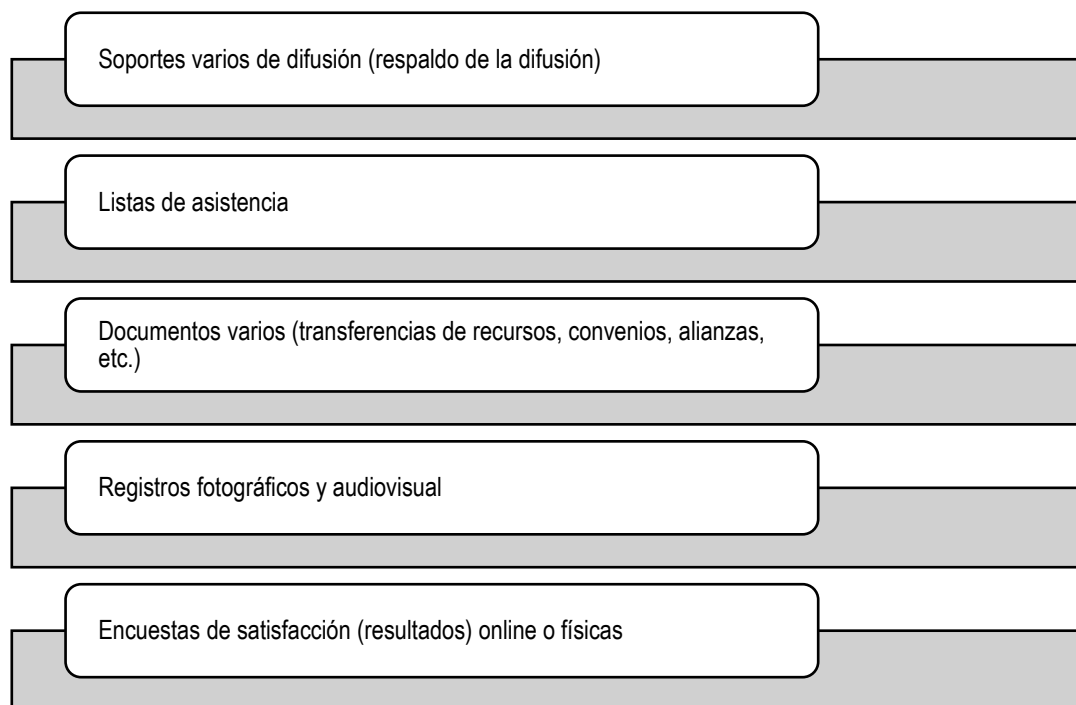 Soportes varios de difusión (respaldo de la difusión)
Listas de asistencia
Documentos varios (transferencias de recursos, convenios, alianzas,
etc.)
Registros fotográficos y audiovisual
Encuestas de satisfacción (resultados) online o físicas